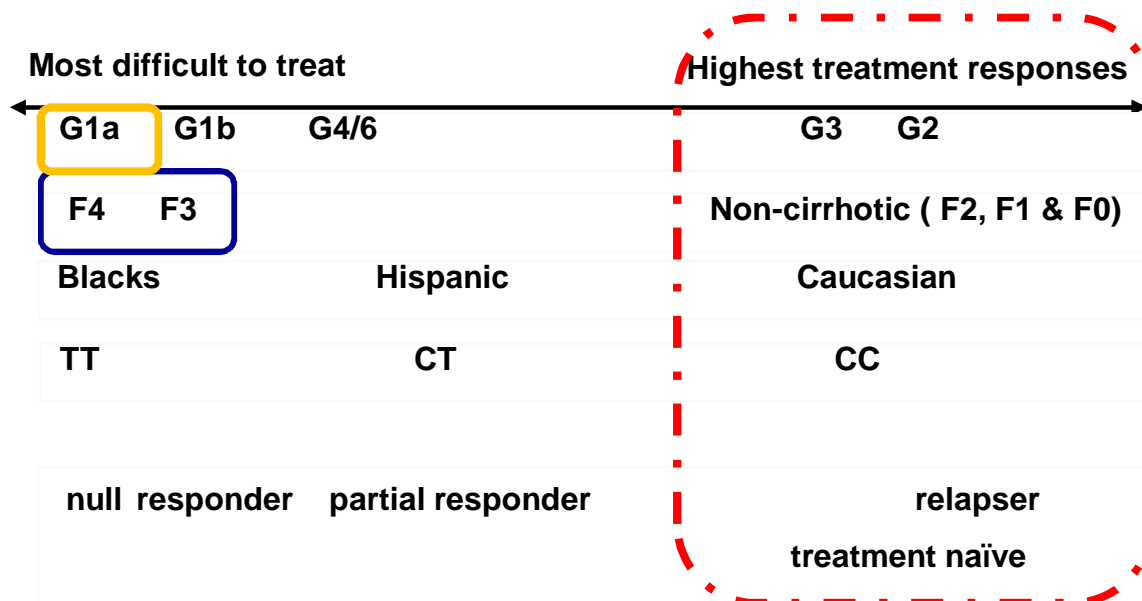 Most difficult to treat Highest treatment responses
G1a G1b G4/6 G3 G2
F4 F3 Non-cirrhotic ( F2, F1 & F0)
Blacks Hispanic Caucasian
TT CT CC
null responder partial responder relapser
treatment naïve